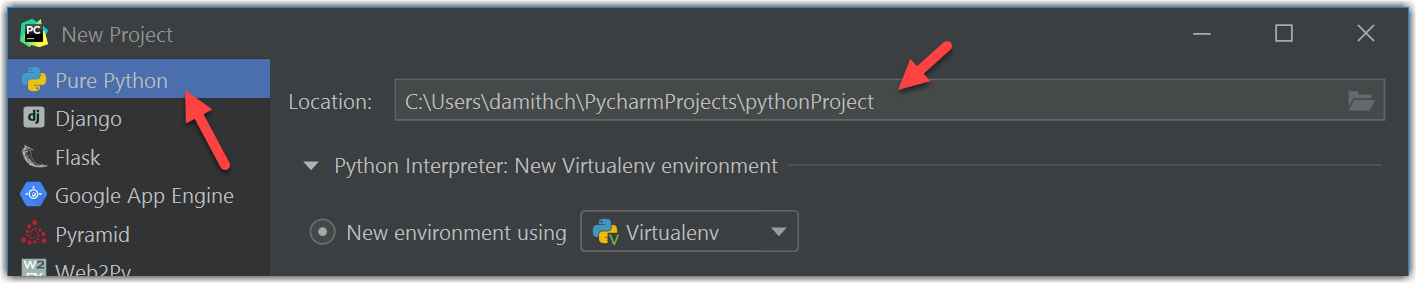 PC
New Project
Pure Python
Location:
C:\Users\damithch\PycharmProjects\pythonProject
dj
Django
Flask
Python Interpreter: New Virtualenv environment
Google App Engine
Pyramid
New environment using
V Virtualenv
W2
Web2Py